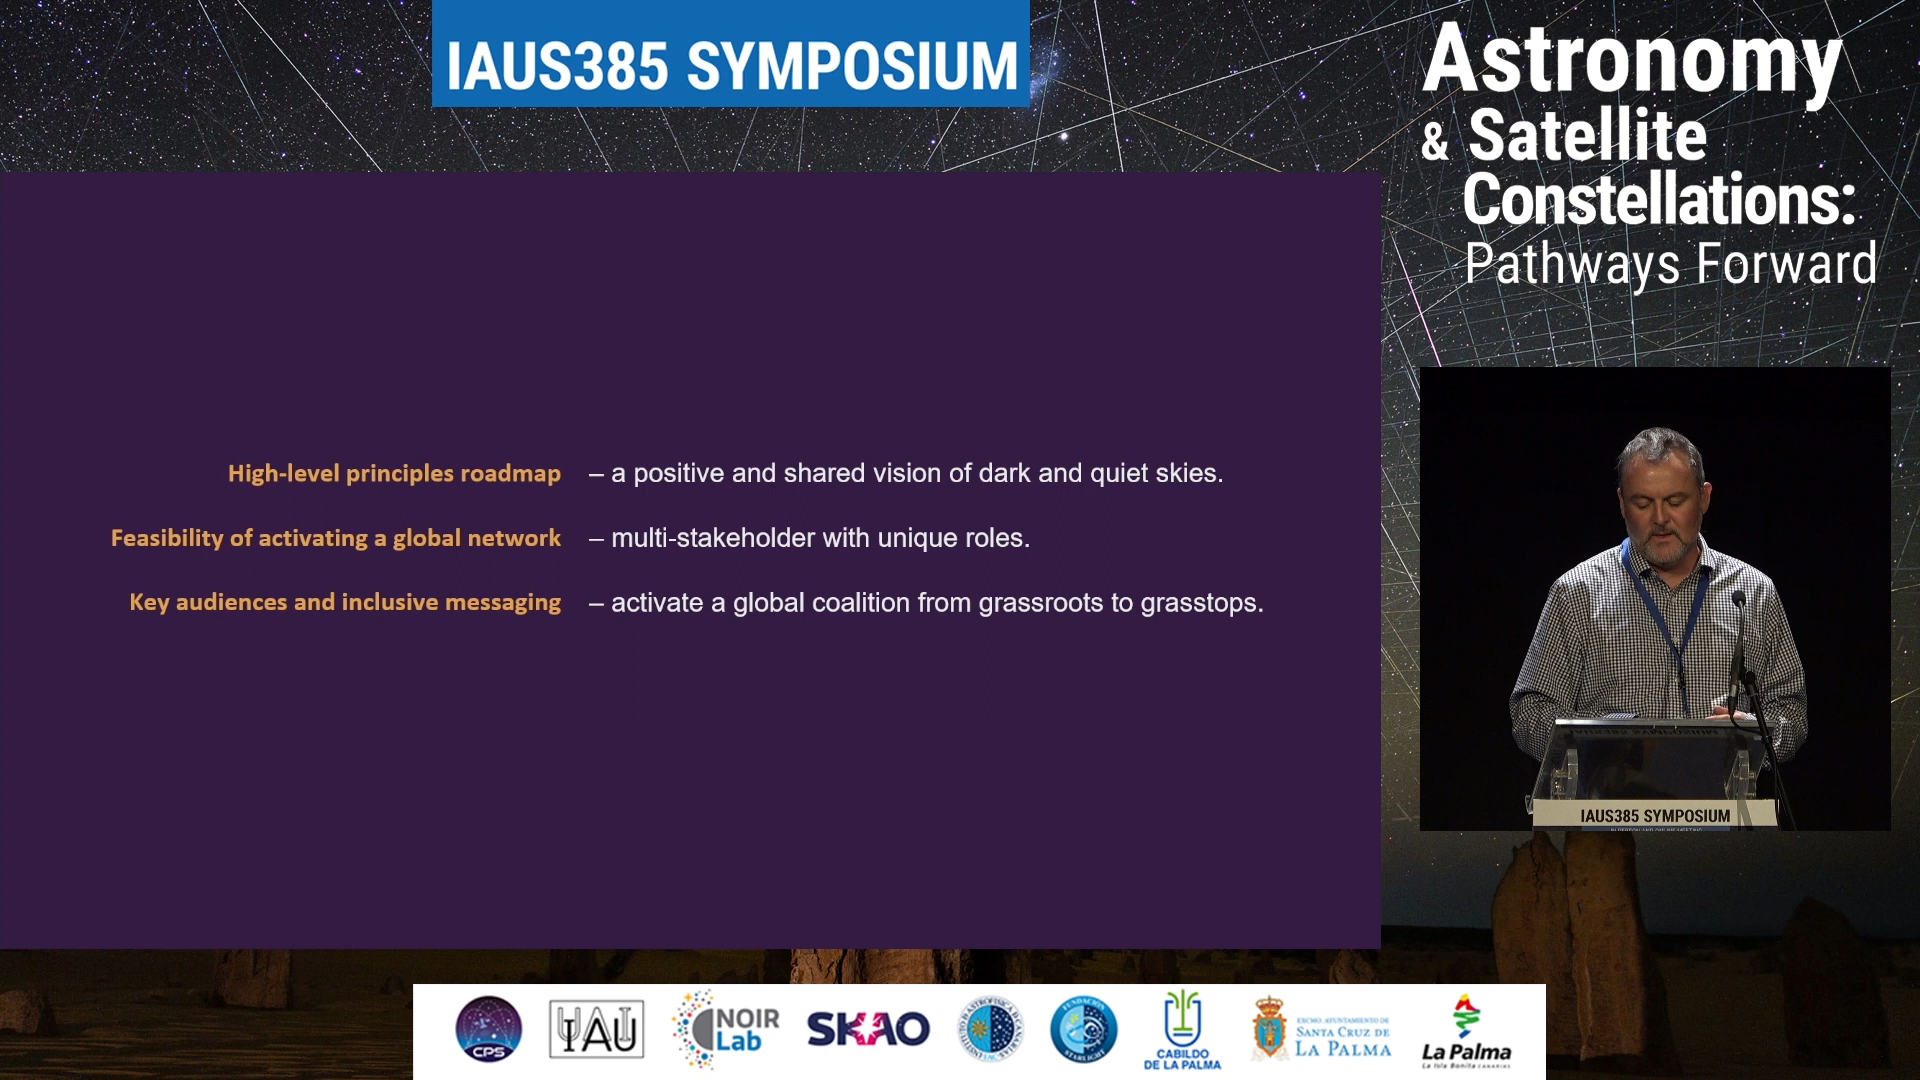 IAUS385 SYMPOSIUM
Astronomy
& Satellite
Constellations:
Pathways Forward
High-level principles roadmap – a positive and shared vision of dark and quiet skies.
Feasibility of activating a global network – multi-stakeholder with unique roles.
Key audiences and inclusive messaging – activate a global coalition from grassroots to grasstops.
IAUS385 SYMPOSIUM
CPS
IAU
NOIR
Lab
SKAO
STARLIGHT
CABILDO
DE LA PALMA
EXCMO. AYUNTAMIENTO DE
SANTA CRUZ DE
LA PALMA
La Palma
La Isla Bonita CANARIAS